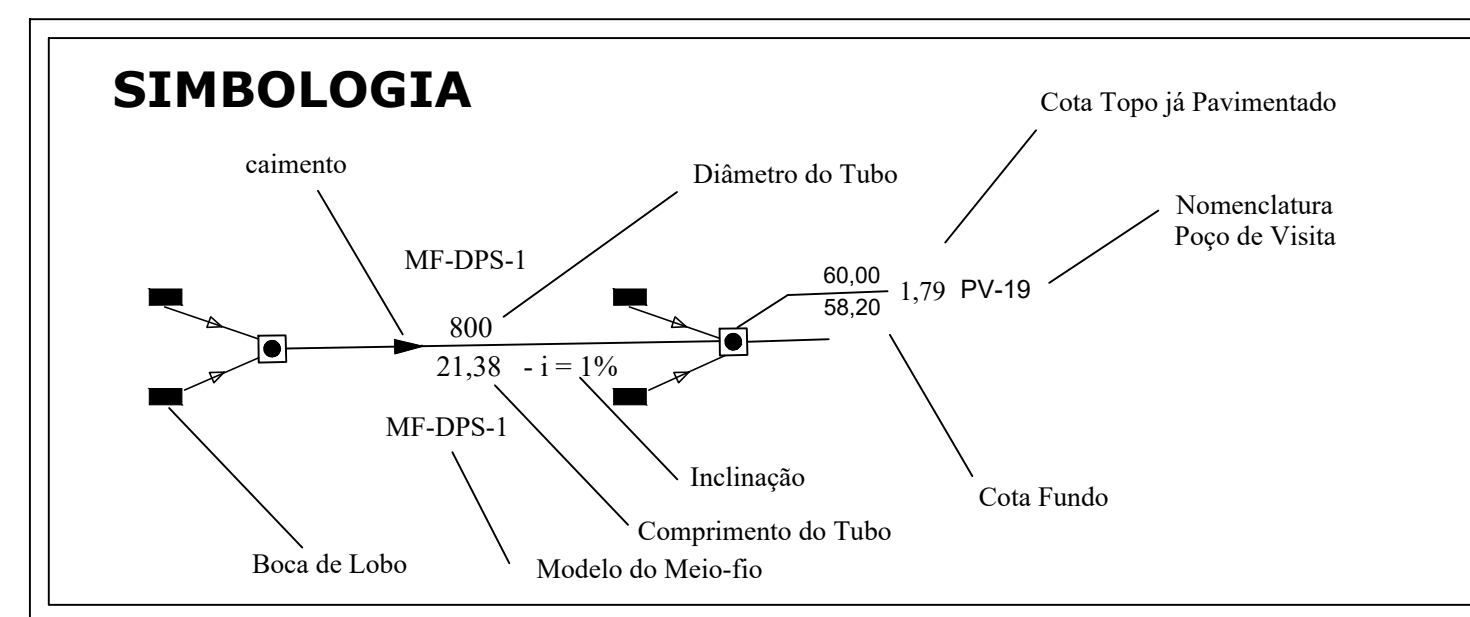 SIMBOLOGIA
Cota Topo já Pavimentado
caimento
Diâmetro do Tubo
Nomenclatura
Poço de Visita
MF-DPS-1
60,00
1,79 PV-19
58,20
800
21,38 - i = 1%
MF-DPS-1
Inclinação
Cota Fundo
Comprimento do Tubo
Boca de Lobo
Modelo do Meio-fio